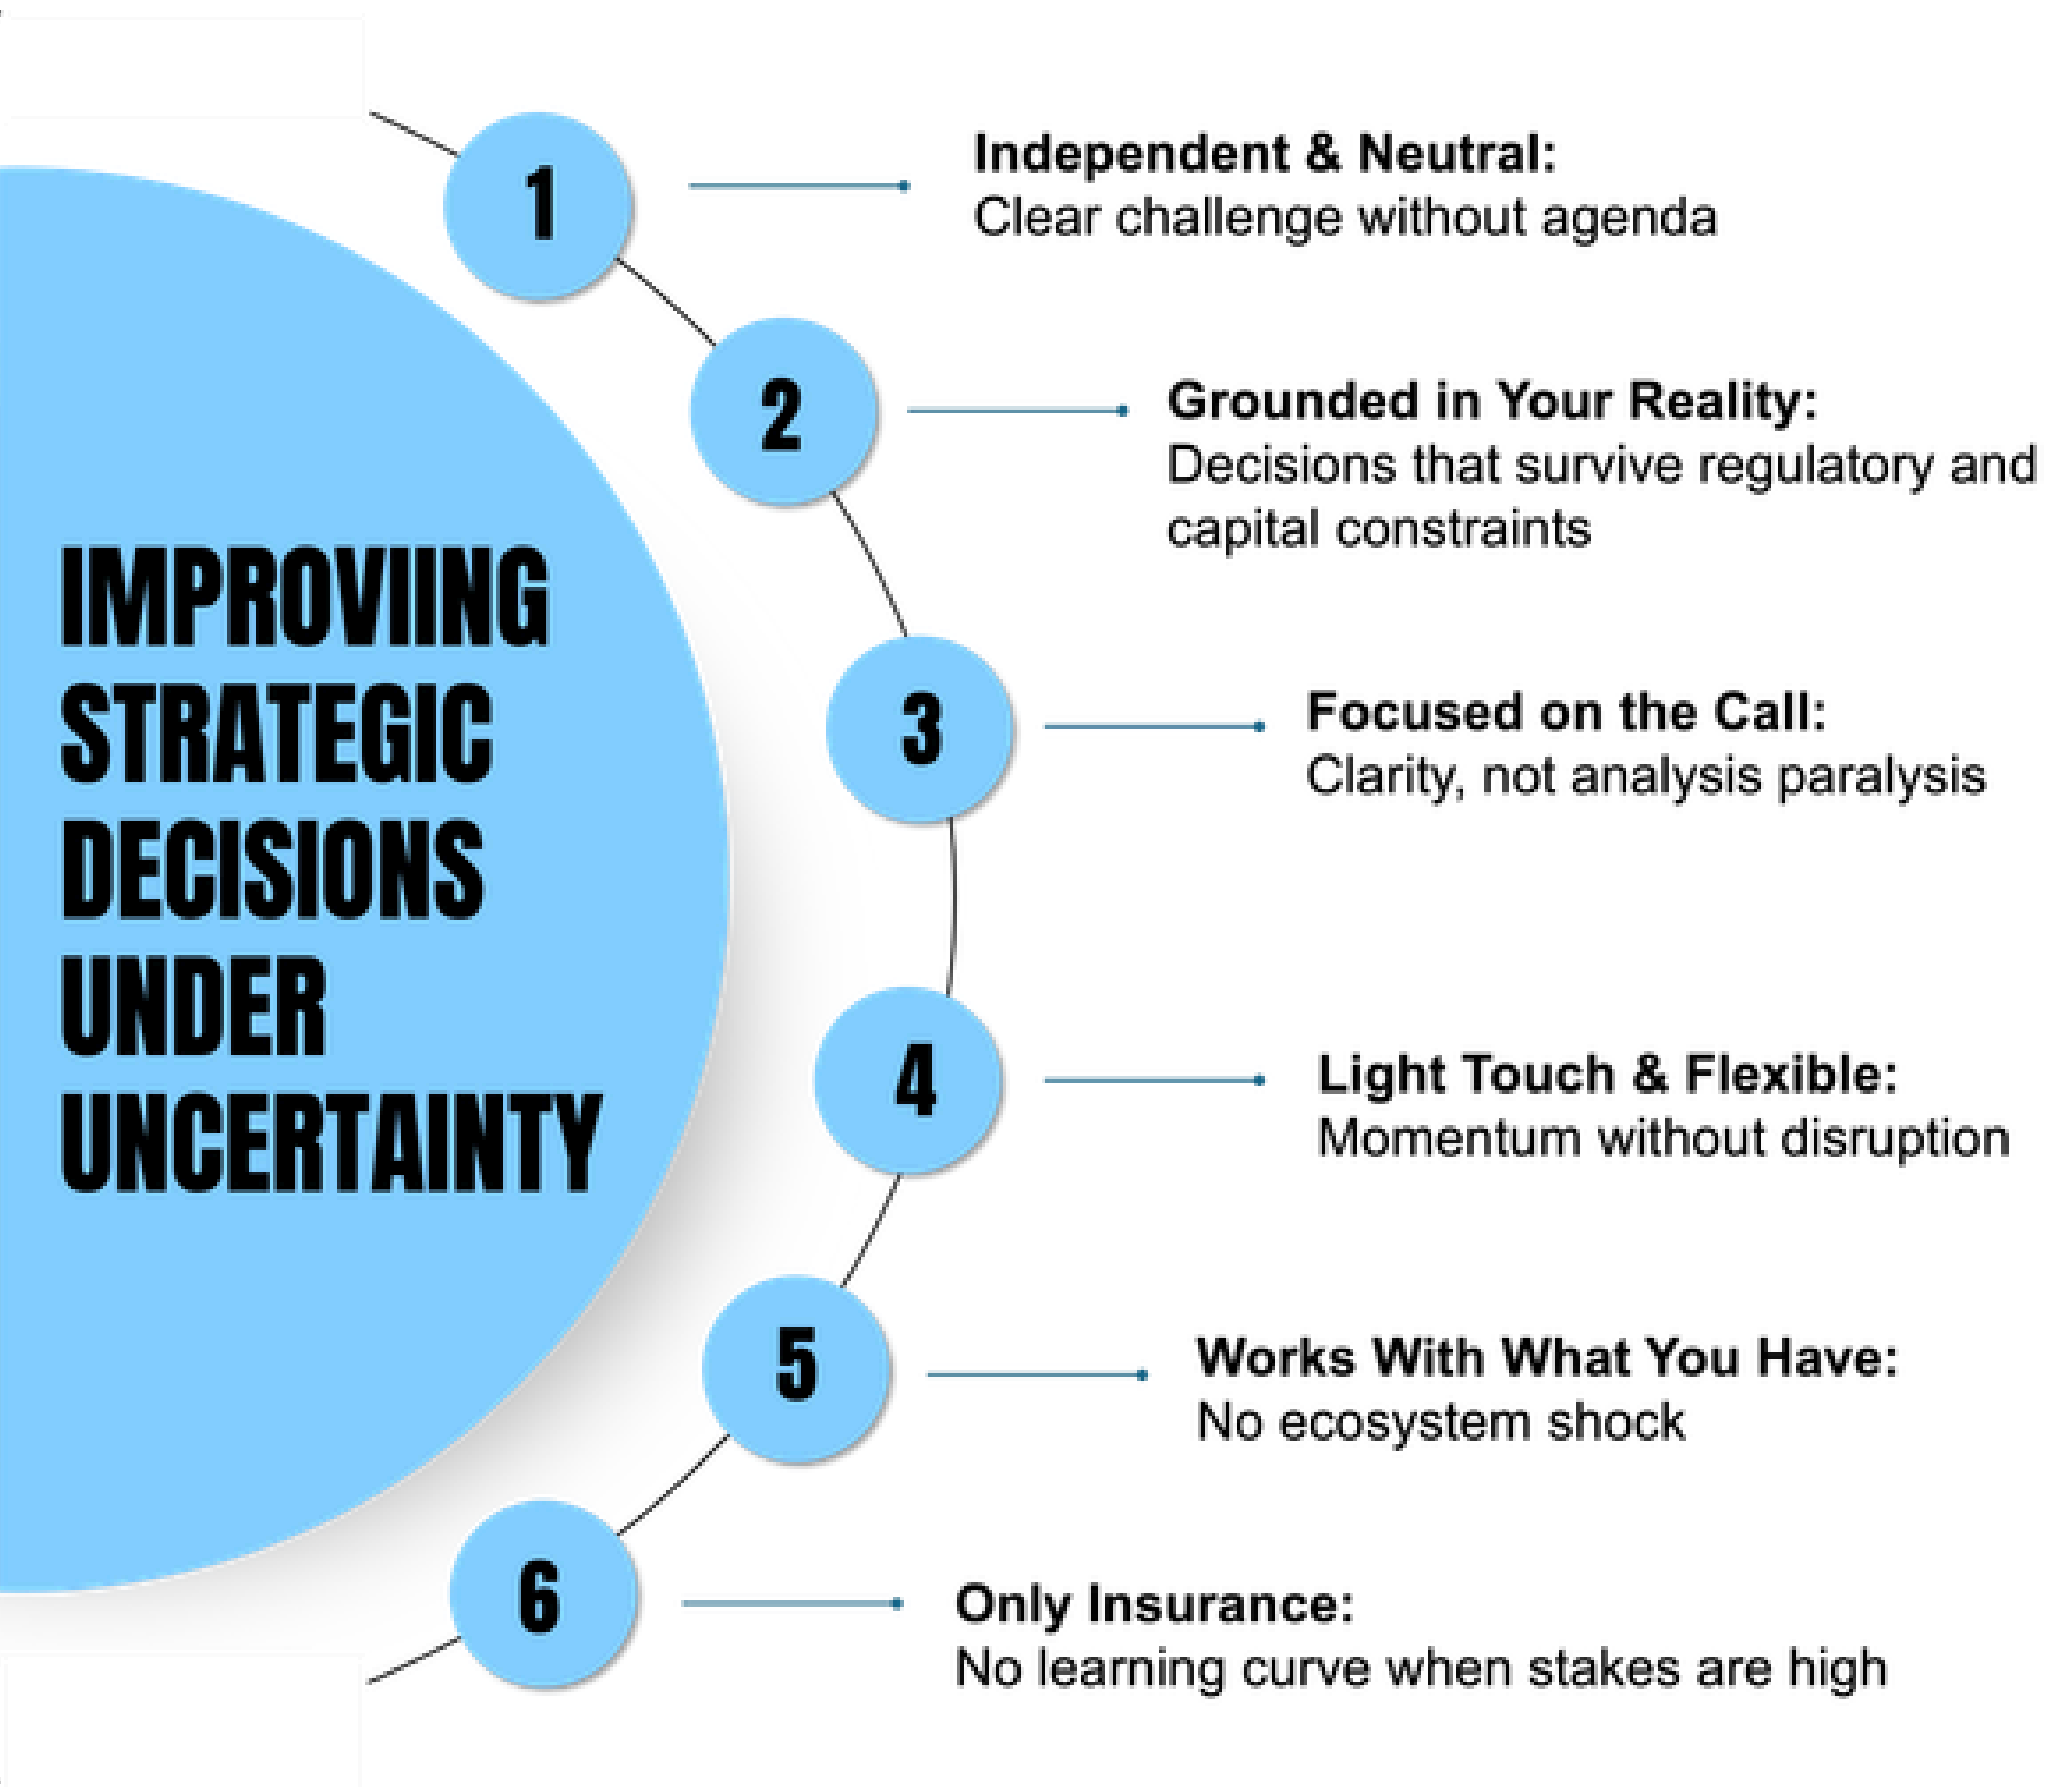 IMPROVIING
STRATEGIC
DECISIONS
UNDER
UNCERTAINTY
1
Independent & Neutral:
Clear challenge without agenda
2
Grounded in Your Reality:
Decisions that survive regulatory and
capital constraints
3
Focused on the Call:
Clarity, not analysis paralysis
4
Light Touch & Flexible:
Momentum without disruption
5
Works With What You Have:
No ecosystem shock
6
Only Insurance:
No learning curve when stakes are high